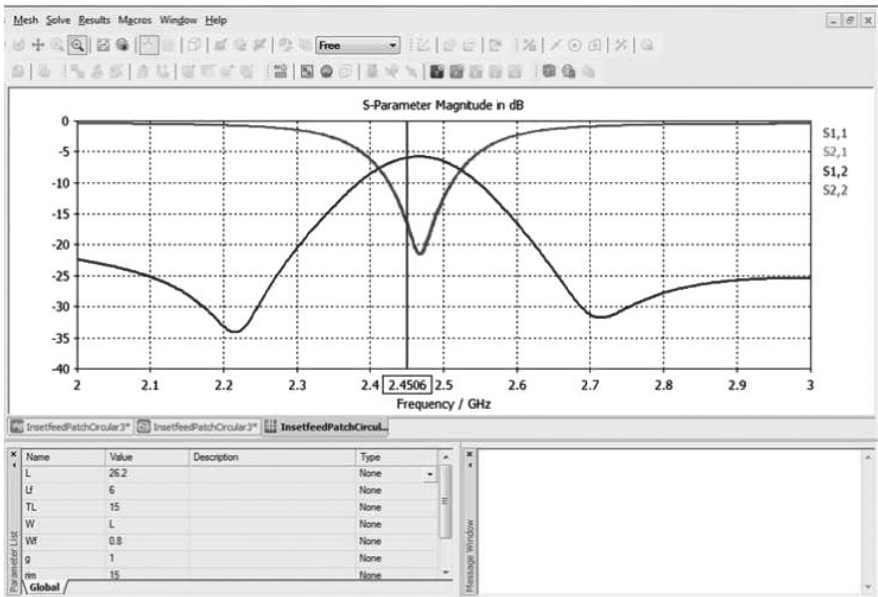 Mesh Solve Results Macros Window Help
Free
S-Parameter Magnitude in dB
0
-5
-10
-15
-20
-25
-30
-35
-40
S1,1
S2,1
S1,2
S2,2
2 2.1 2.2 2.3 2.4 2.4506 2.5 2.6 2.7 2.8 2.9 3
Frequency / GHz
InsetfeedPatchCircular3* InsetfeedPatchCircular3* InsetfeedPatchCircul...
Name Value Description Type
L 26.2 None
Lf 6 None
TL 15 None
W L None
Wf 0.8 None
g 1 None
rim 15 None
Global
Parameter List
Message Window